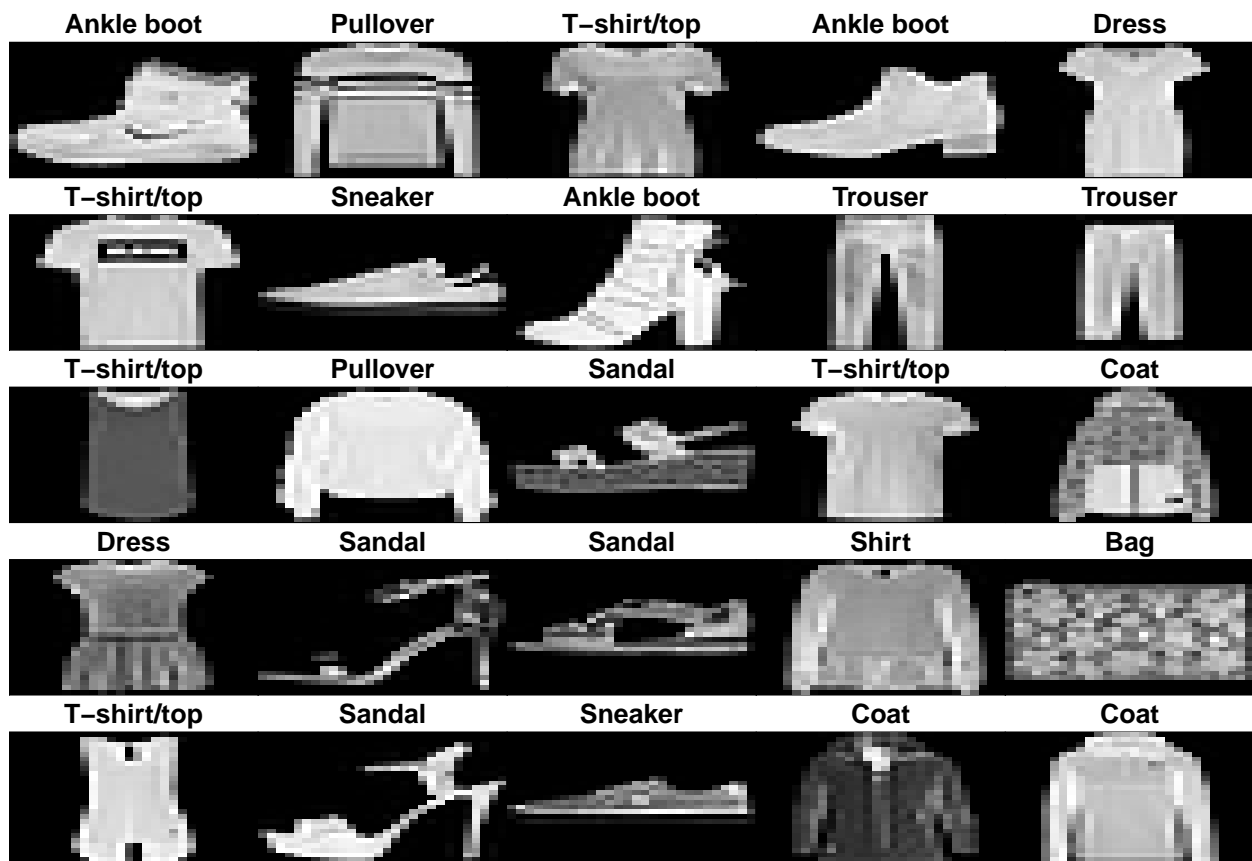 Ankle boot Pullover T−shirt/top Ankle boot Dress
T−shirt/top Sneaker Ankle boot Trouser Trouser
T−shirt/top Pullover Sandal T−shirt/top Coat
Dress Sandal Sandal Shirt Bag
T−shirt/top Sandal Sneaker Coat Coat